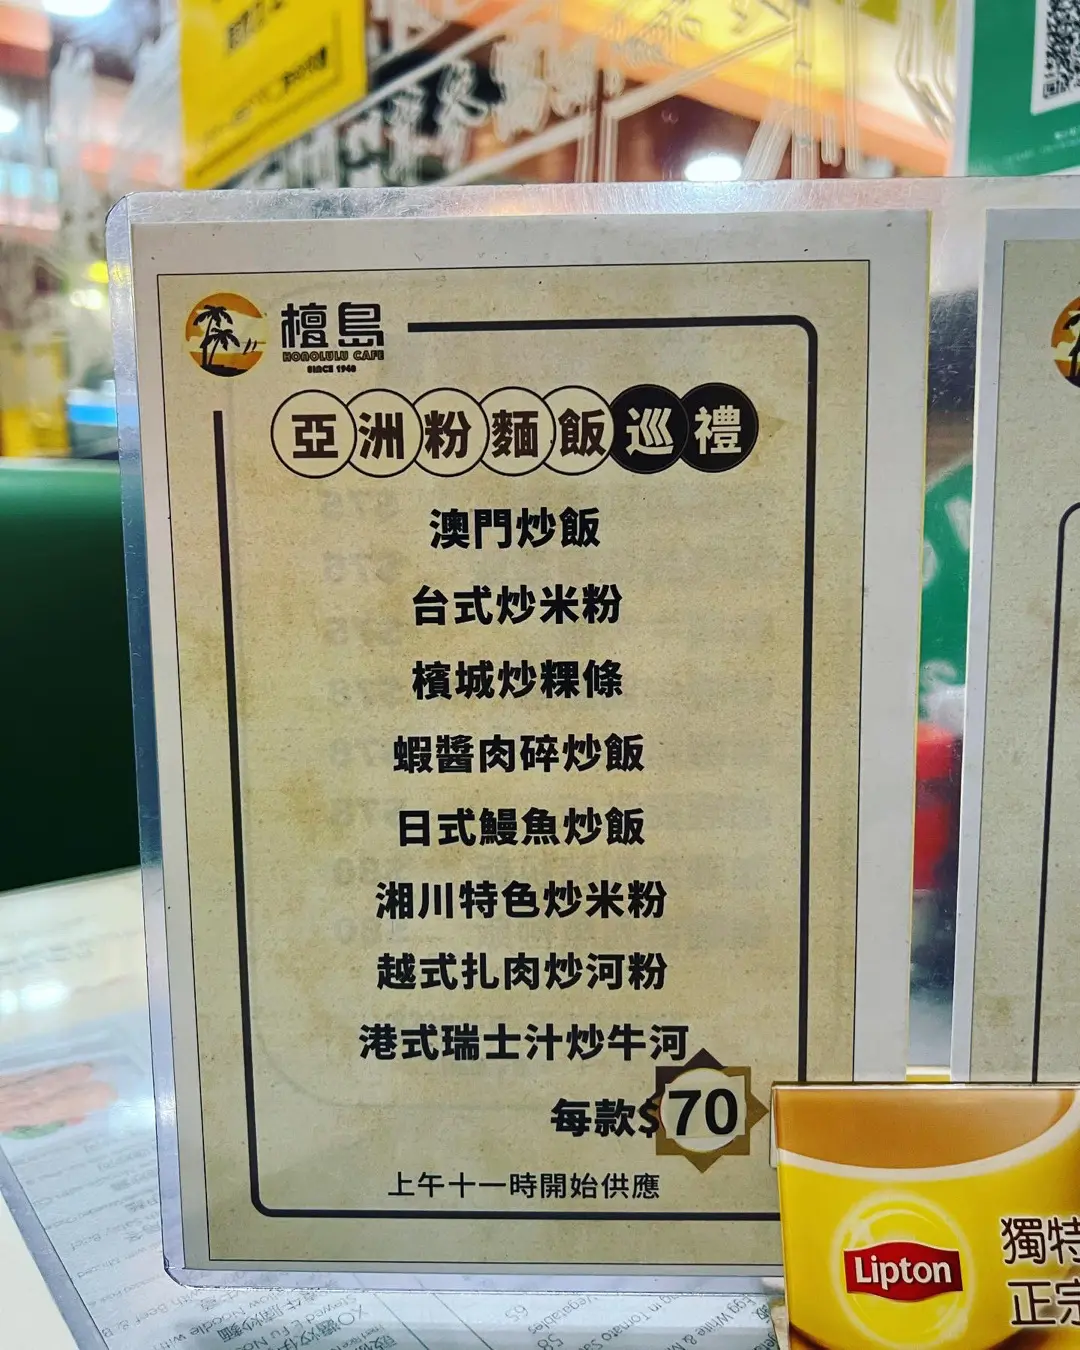 檀島
HONOLULU CAFE
SINCE 1940
亞洲粉麵飯巡禮
澳門炒飯
台式炒米粉
檳城炒粿條
蝦醬肉碎炒飯
日式鰻魚炒飯
湘川特色炒米粉
越式扎肉炒河粉
港式瑞士汁炒牛河
每款$70
上午十一時開始供應
Lipton
獨特
正宗